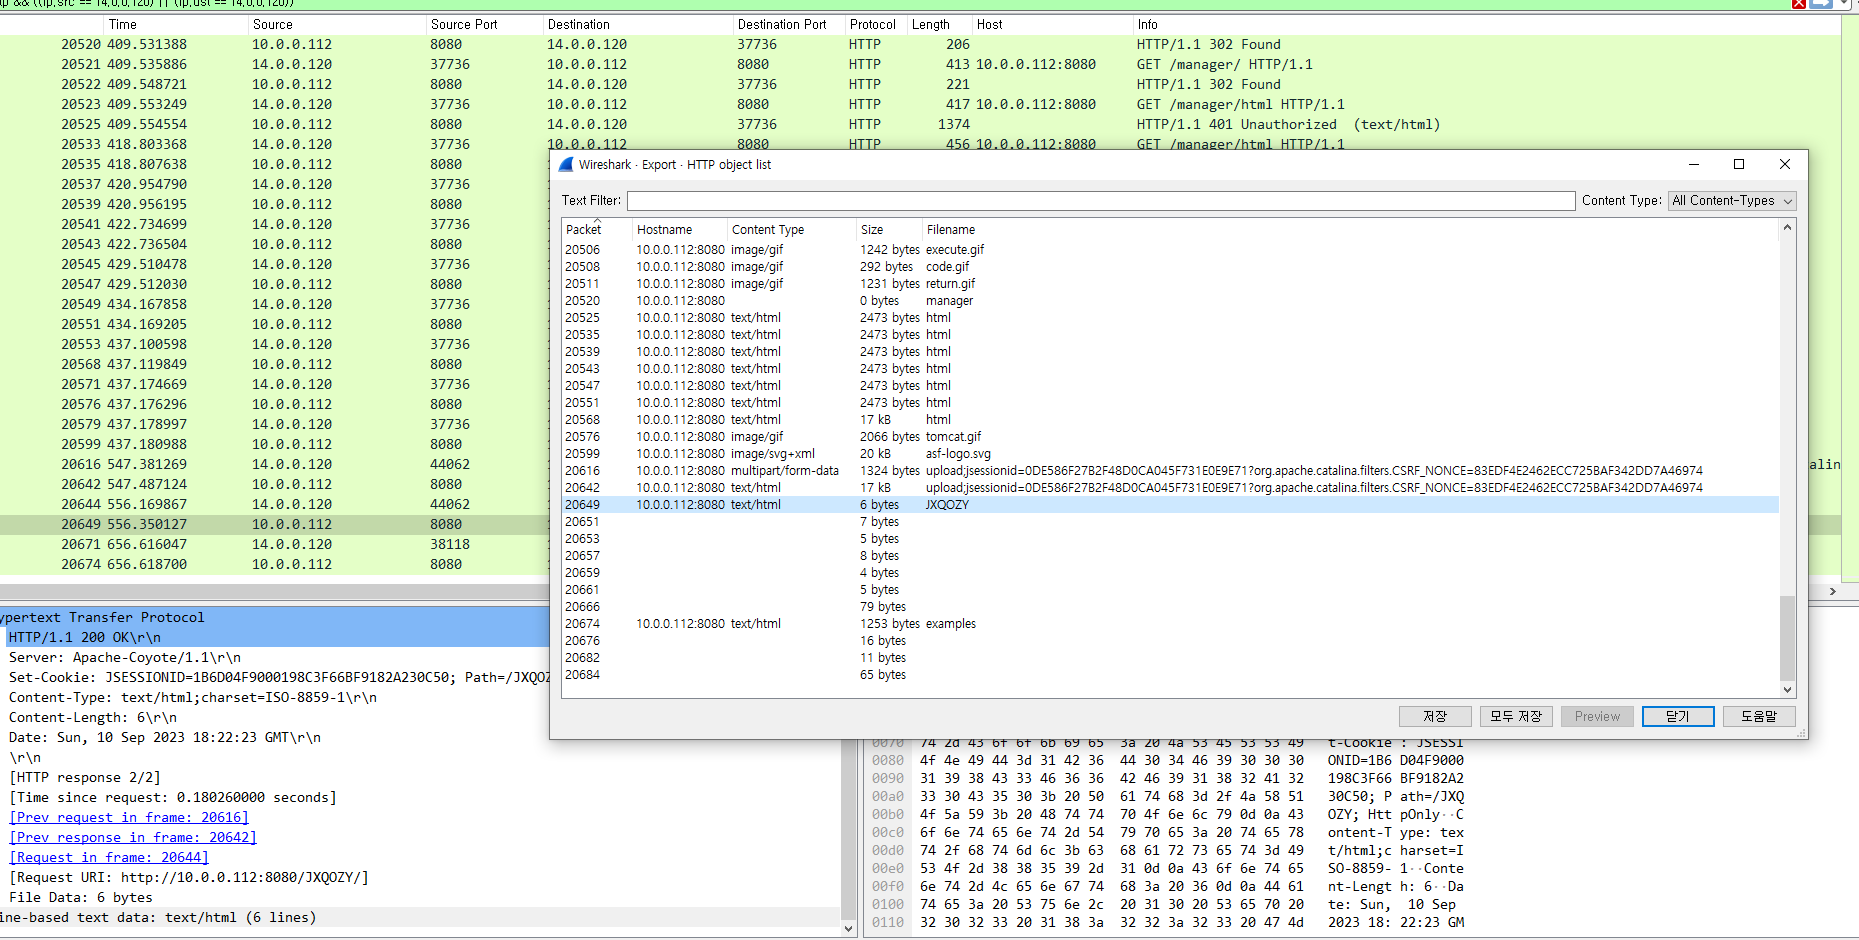 ip && ((ip.src == 14.0.0.120) || (ip.dst == 14.0.0.120))
Time Source Source Port Destination Destination Port Protocol Length Host Info
20520 409.531388 10.0.0.112 8080 14.0.0.120 37736 HTTP 206 HTTP/1.1 302 Found
20521 409.535886 14.0.0.120 37736 10.0.0.112 8080 HTTP 413 10.0.0.112:8080 GET /manager/ HTTP/1.1
20522 409.548721 10.0.0.112 8080 14.0.0.120 37736 HTTP 221 HTTP/1.1 302 Found
20523 409.553249 14.0.0.120 37736 10.0.0.112 8080 HTTP 417 10.0.0.112:8080 GET /manager/html HTTP/1.1
20525 409.554554 10.0.0.112 8080 14.0.0.120 37736 HTTP 1374 HTTP/1.1 401 Unauthorized (text/html)
20533 418.803368 14.0.0.120 37736 10.0.0.112 8080 HTTP 456 10.0.0.112:8080 GET /manager/html HTTP/1.1
20535 418.807638 10.0.0.112 8080
20537 420.954790 14.0.0.120 37736
20539 420.956195 10.0.0.112 8080
20541 422.734699 14.0.0.120 37736
20543 422.736504 10.0.0.112 8080
20545 429.510478 14.0.0.120 37736
20547 429.512030 10.0.0.112 8080
20549 434.167858 14.0.0.120 37736
20551 434.169205 10.0.0.112 8080
20553 437.100598 14.0.0.120 37736
20568 437.119849 10.0.0.112 8080
20571 437.174669 14.0.0.120 37736
20576 437.176296 10.0.0.112 8080
20579 437.178997 14.0.0.120 37736
20599 437.180988 10.0.0.112 8080
20616 547.381269 14.0.0.120 44062 alin
20642 547.487124 10.0.0.112 8080
20644 556.169867 14.0.0.120 44062
20649 556.350127 10.0.0.112 8080
20671 656.616047 14.0.0.120 38118
20674 656.618700 10.0.0.112 8080
Wireshark · Export · HTTP object list
Text Filter: Content Type: All Content-Types
Packet Hostname Content Type Size Filename
20506 10.0.0.112:8080 image/gif 1242 bytes execute.gif
20508 10.0.0.112:8080 image/gif 292 bytes code.gif
20511 10.0.0.112:8080 image/gif 1231 bytes return.gif
20520 10.0.0.112:8080 0 bytes manager
20525 10.0.0.112:8080 text/html 2473 bytes html
20535 10.0.0.112:8080 text/html 2473 bytes html
20539 10.0.0.112:8080 text/html 2473 bytes html
20543 10.0.0.112:8080 text/html 2473 bytes html
20547 10.0.0.112:8080 text/html 2473 bytes html
20551 10.0.0.112:8080 text/html 2473 bytes html
20568 10.0.0.112:8080 text/html 17 kB html
20576 10.0.0.112:8080 image/gif 2066 bytes tomcat.gif
20599 10.0.0.112:8080 image/svg+xml 20 kB asf-logo.svg
20616 10.0.0.112:8080 multipart/form-data 1324 bytes upload;jsessionid=0DE586F27B2F48D0CA045F731E0E9E71?org.apache.catalina.filters.CSRF_NONCE=83EDF4E2462ECC725BAF342DD7A46974
20642 10.0.0.112:8080 text/html 17 kB upload;jsessionid=0DE586F27B2F48D0CA045F731E0E9E71?org.apache.catalina.filters.CSRF_NONCE=83EDF4E2462ECC725BAF342DD7A46974
20649 10.0.0.112:8080 text/html 6 bytes JXQOZY
20651 7 bytes
20653 5 bytes
20657 8 bytes
20659 4 bytes
20661 5 bytes
20666 79 bytes
20674 10.0.0.112:8080 text/html 1253 bytes examples
20676 16 bytes
20682 11 bytes
20684 65 bytes
저장 모두 저장 Preview 닫기 도움말
ypertext Transfer Protocol
HTTP/1.1 200 OK\r\n
Server: Apache-Coyote/1.1\r\n
Set-Cookie: JSESSIONID=1B6D04F9000198C3F66BF9182A230C50; Path=/JXQOZ
Content-Type: text/html;charset=ISO-8859-1\r\n
Content-Length: 6\r\n
Date: Sun, 10 Sep 2023 18:22:23 GMT\r\n
\r\n
[HTTP response 2/2]
[Time since request: 0.180260000 seconds]
[Prev request in frame: 20616]
[Prev response in frame: 20642]
[Request in frame: 20644]
[Request URI: http://10.0.0.112:8080/JXQOZY/]
File Data: 6 bytes
ine-based text data: text/html (6 lines)
0070 74 2d 43 6f 6f 6b 69 65 3a 20 4a 53 45 53 53 49 t-Cookie : JSESSI
0080 4f 4e 49 44 3d 31 42 36 44 30 34 46 39 30 30 30 ONID=1B6 D04F9000
0090 31 39 38 43 33 46 36 36 42 46 39 31 38 32 41 32 198C3F66 BF9182A2
00a0 33 30 43 35 30 3b 20 50 61 74 68 3d 2f 4a 58 51 30C50; P ath=/JXQ
00b0 4f 5a 59 3b 20 48 74 74 70 4f 6e 6c 79 0d 0a 43 OZY; Htt pOnly··C
00c0 6f 6e 74 65 6e 74 2d 54 79 70 65 3a 20 74 65 78 ontent-T ype: tex
00d0 74 2f 68 74 6d 6c 3b 63 68 61 72 73 65 74 3d 49 t/html;c harset=I
00e0 53 4f 2d 38 38 35 39 2d 31 0d 0a 43 6f 6e 74 65 SO-8859- 1··Conte
00f0 6e 74 2d 4c 65 6e 67 74 68 3a 20 36 0d 0a 44 61 nt-Lengt h: 6··Da
0100 74 65 3a 20 53 75 6e 2c 20 31 30 20 53 65 70 20 te: Sun,  10 Sep
0110 32 30 32 33 20 31 38 3a 32 32 3a 32 33 20 47 4d 2023 18: 22:23 GM